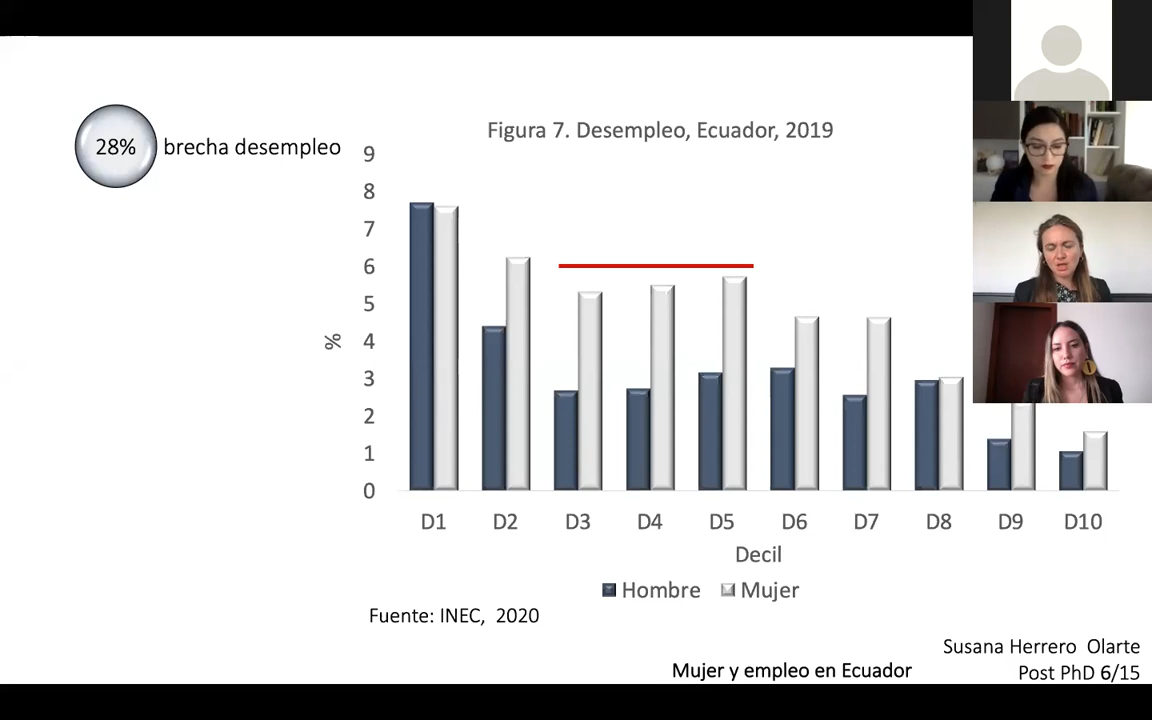 28% brecha desempleo
Figura 7. Desempleo, Ecuador, 2019
9
8
7
6
5
4
3
2
1
0
%
D1 D2 D3 D4 D5 D6 D7 D8 D9 D10
Decil
Hombre Mujer
Fuente: INEC, 2020
Susana Herrero Olarte
Mujer y empleo en Ecuador
Post PhD 6/15